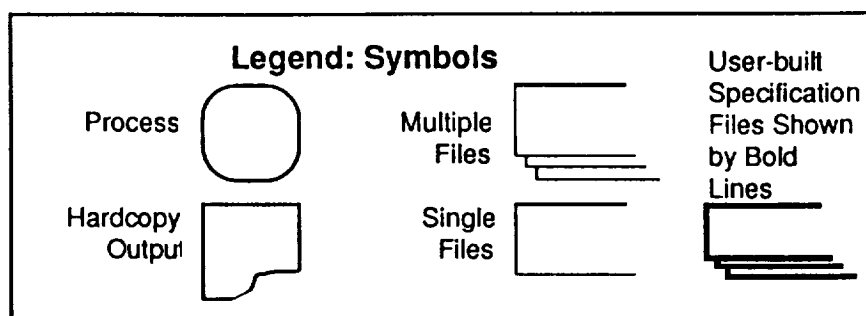 Legend: Symbols
Process
Hardcopy
Output
Multiple
Files
Single
Files
User-built
Specification
Files Shown
by Bold
Lines